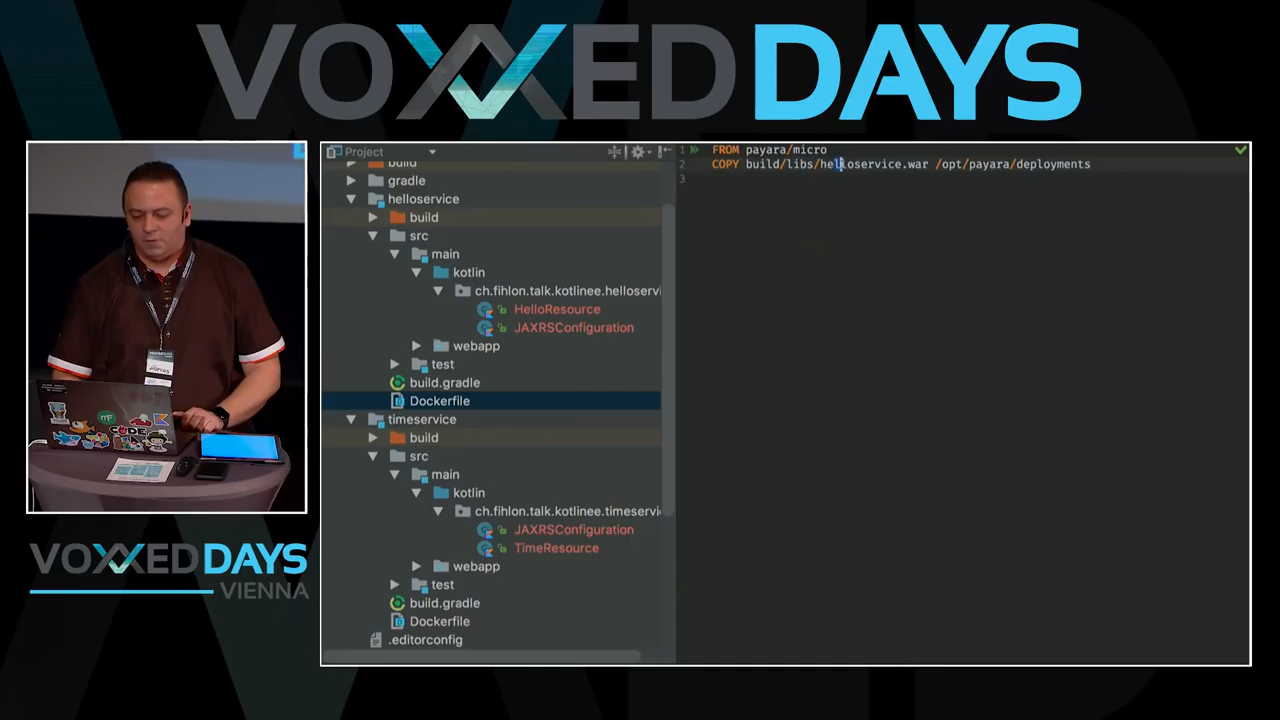 VOXXED DAYS
Project
build
gradle
helloservice
build
src
main
kotlin
ch.fihlon.talk.kotlinee.helloservi
HelloResource
JAXRSConfiguration
webapp
test
build.gradle
Dockerfile
timeservice
build
src
main
kotlin
ch.fihlon.talk.kotlinee.timeservi
JAXRSConfiguration
TimeResource
webapp
test
build.gradle
Dockerfile
.editorconfig
1 FROM payara/micro
2 COPY build/libs/helloservice.war /opt/payara/deployments
3
CODE
mF
VOXXED DAYS
VIENNA